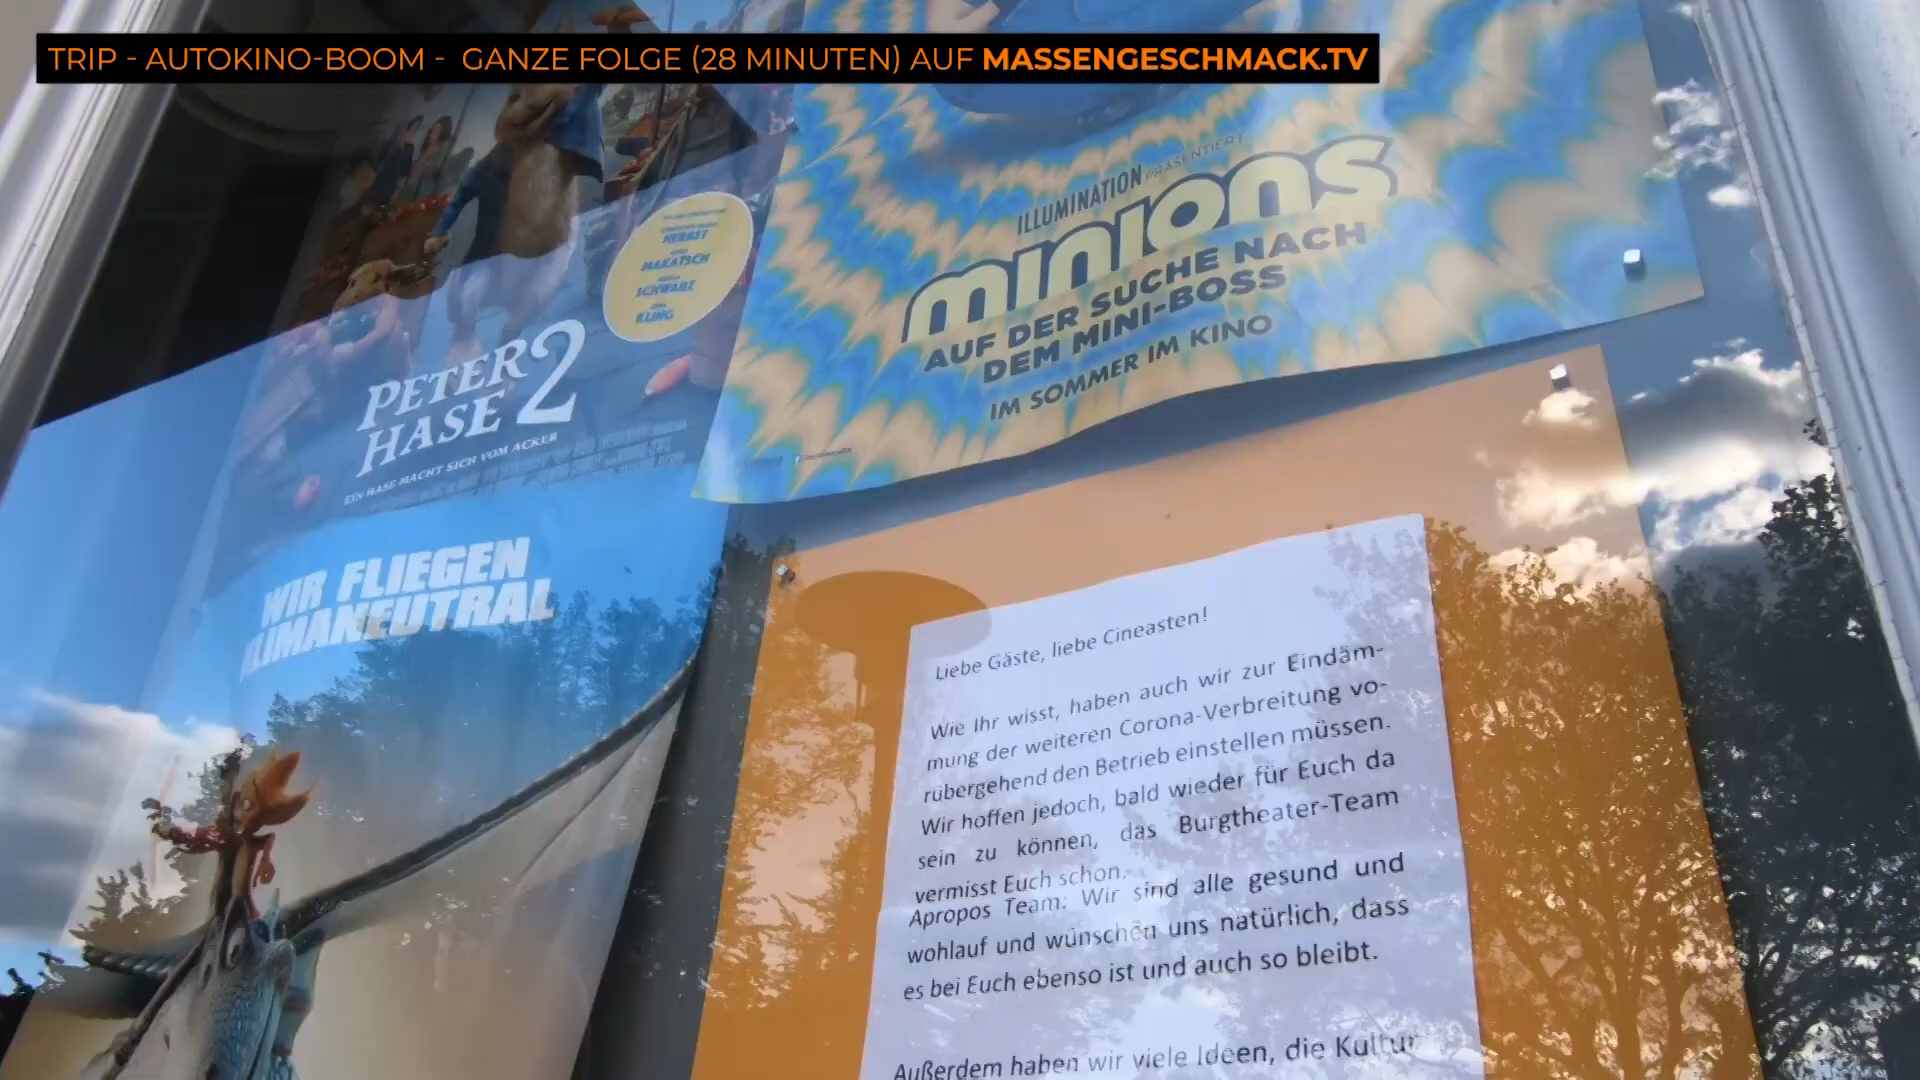 TRIP - AUTOKINO-BOOM - GANZE FOLGE (28 MINUTEN) AUF MASSENGESCHMACK.TV
ILLUMINATION PRÄSENTIERT
MINIONS
AUF DER SUCHE NACH
DEM MINI-BOSS
IM SOMMER IM KINO
HERBST
MAKATSCH
SCHWARZ
KLING
PETER
HASE 2
EIN HASE MACHT SICH VOM ACKER
WIR FLIEGEN
KLIMANEUTRAL
Liebe Gäste, liebe Cineasten!
Wie Ihr wisst, haben auch wir zur Eindäm-
mung der weiteren Corona-Verbreitung vo-
rübergehend den Betrieb einstellen müssen.
Wir hoffen jedoch, bald wieder für Euch da
sein zu können, das Burgtheater-Team
vermisst Euch schon.
Apropos Team: Wir sind alle gesund und
wohlauf und wünschen uns natürlich, dass
es bei Euch ebenso ist und auch so bleibt.
Außerdem haben wir viele Ideen, die Kultur